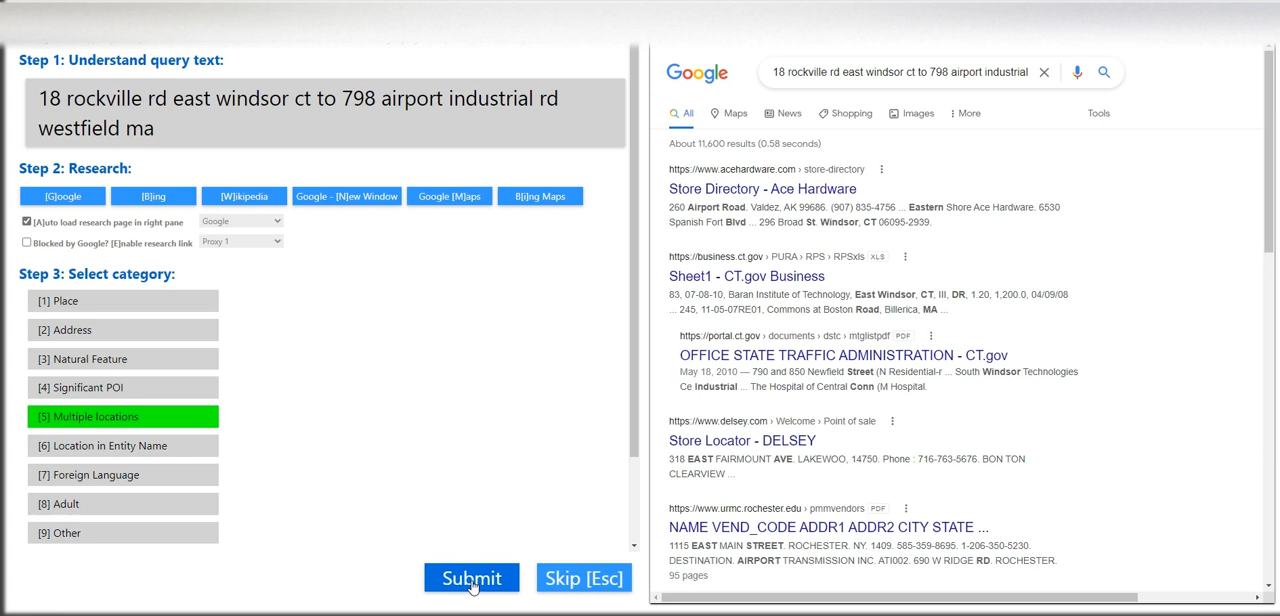 Step 1: Understand query text:
18 rockville rd east windsor ct to 798 airport industrial rd
westfield ma
Step 2: Research:
[G]oogle
[B]ing
[W]ikipedia
Google - [N]ew Window
Google [M]aps
B[i]ng Maps
[A]uto load research page in right pane
Google
Blocked by Google? [E]nable research link
Proxy 1
Step 3: Select category:
[1] Place
[2] Address
[3] Natural Feature
[4] Significant POI
[5] Multiple locations
[6] Location in Entity Name
[7] Foreign Language
[8] Adult
[9] Other
Submit
Skip [Esc]
Google
18 rockville rd east windsor ct to 798 airport industrial
All
Maps
News
Shopping
Images
More
Tools
About 11,600 results (0.58 seconds)
https://www.acehardware.com › store-directory
Store Directory - Ace Hardware
260 Airport Road. Valdez, AK 99686. (907) 835-4756 ... Eastern Shore Ace Hardware. 6530
Spanish Fort Blvd ... 296 Broad St. Windsor, CT 06095-2939.
https://business.ct.gov › PURA › RPS › RPSxls XLS
Sheet1 - CT.gov Business
83, 07-08-10, Baran Institute of Technology, East Windsor, CT, III, DR, 1.20, 1,200.0, 04/09/08
... 245, 11-05-07RE01, Commons at Boston Road, Billerica, MA ...
https://portal.ct.gov › documents › dstc › mtglistpdf PDF
OFFICE STATE TRAFFIC ADMINISTRATION - CT.gov
May 18, 2010 — 790 and 850 Newfield Street (N Residential-r ... South Windsor Technologies
Ce Industrial ... The Hospital of Central Conn (M Hospital.
https://www.delsey.com › Welcome › Point of sale
Store Locator - DELSEY
318 EAST FAIRMOUNT AVE. LAKEWOO, 14750. Phone : 716-763-5676. BON TON
CLEARVIEW ...
https://www.urmc.rochester.edu › pmmvendors PDF
NAME VEND_CODE ADDR1 ADDR2 CITY STATE ...
1115 EAST MAIN STREET. ROCHESTER. NY. 1409. 585-359-8695. 1-206-350-5230.
DESTINATION. AIRPORT TRANSMISSION INC. ATI002. 690 W RIDGE RD. ROCHESTER.
95 pages